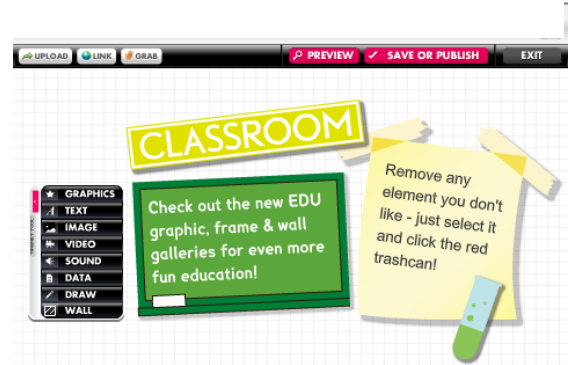 UPLOAD
LINK
GRAB
PREVIEW
SAVE OR PUBLISH
EXIT
CLASSROOM
GRAPHICS
TEXT
IMAGE
VIDEO
SOUND
DATA
DRAW
WALL
Check out the new EDU
graphic, frame & wall
galleries for even more
fun education!
Remove any
element you don't
like - just select it
and click the red
trashcan!